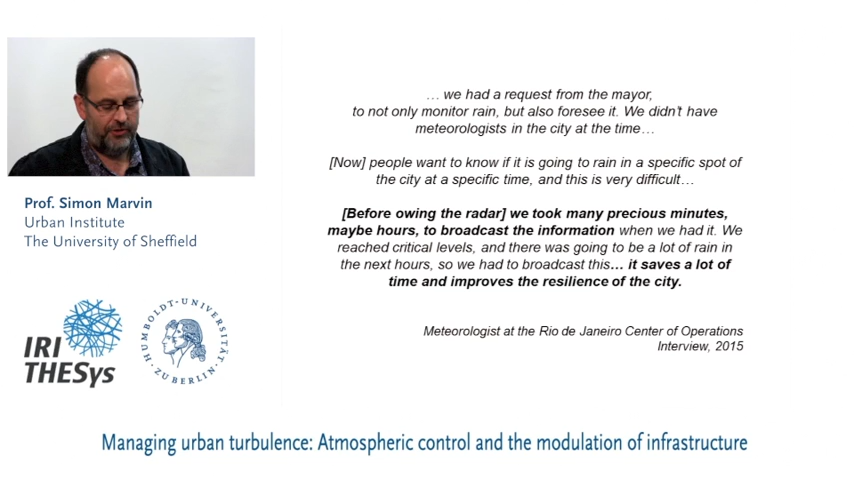 … we had a request from the mayor,
to not only monitor rain, but also foresee it. We didn't have
meteorologists in the city at the time…
[Now] people want to know if it is going to rain in a specific spot of
the city at a specific time, and this is very difficult…
[Before owing the radar] we took many precious minutes,
maybe hours, to broadcast the information when we had it. We
reached critical levels, and there was going to be a lot of rain in
the next hours, so we had to broadcast this… it saves a lot of
time and improves the resilience of the city.
Meteorologist at the Rio de Janeiro Center of Operations
Interview, 2015
Prof. Simon Marvin
Urban Institute
The University of Sheffield
IRI
THESys
HUMBOLDT-UNIVERSITÄT
ZU BERLIN
Managing urban turbulence: Atmospheric control and the modulation of infrastructure